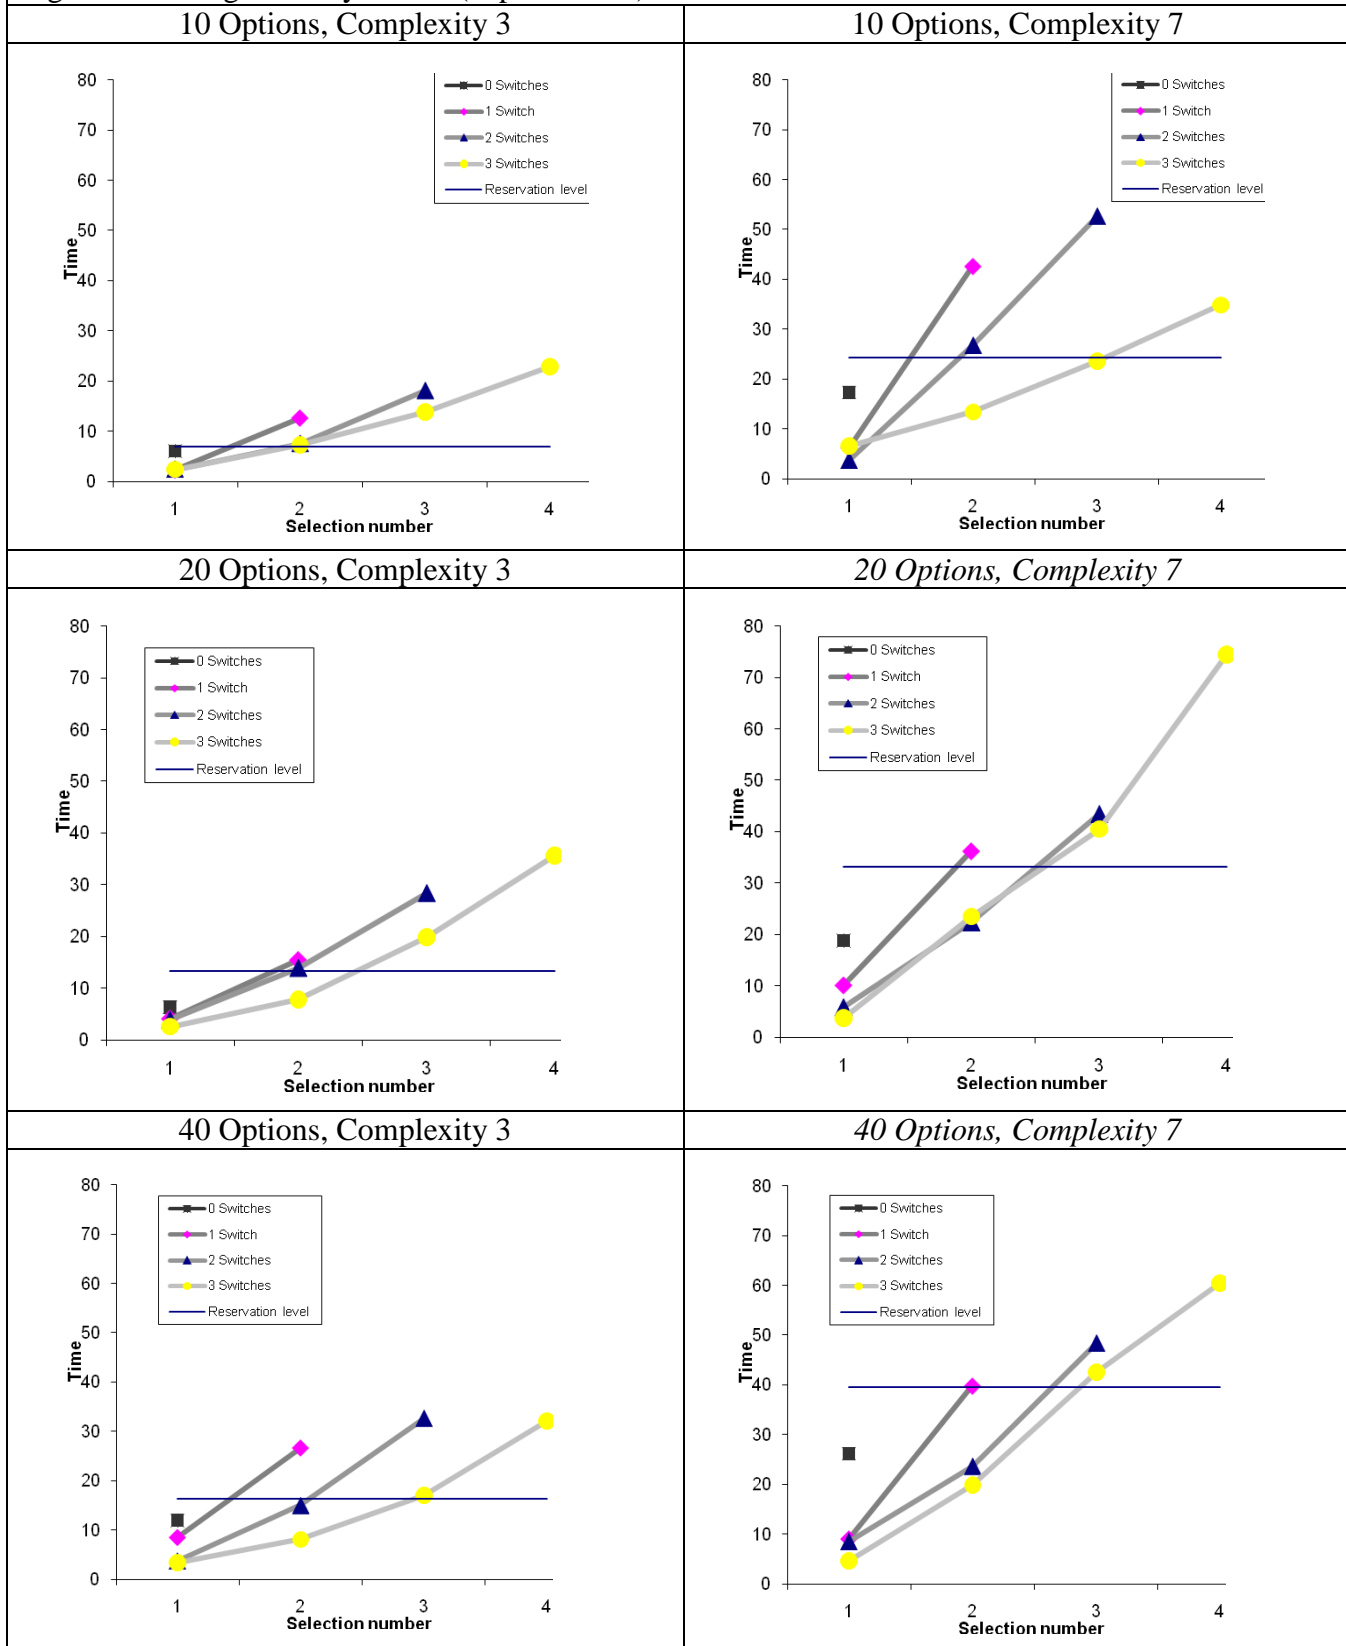 10 Options, Complexity 3
10 Options, Complexity 7
80
70
60
50
40
30
20
10
0
Time
1 2 3 4
Selection number
0 Switches
1 Switch
2 Switches
3 Switches
Reservation level
80
70
60
50
40
30
20
10
0
Time
1 2 3 4
Selection number
0 Switches
1 Switch
2 Switches
3 Switches
Reservation level
20 Options, Complexity 3
20 Options, Complexity 7
80
70
60
50
40
30
20
10
0
Time
1 2 3 4
Selection number
0 Switches
1 Switch
2 Switches
3 Switches
Reservation level
80
70
60
50
40
30
20
10
0
Time
1 2 3 4
Selection number
0 Switches
1 Switch
2 Switches
3 Switches
Reservation level
40 Options, Complexity 3
40 Options, Complexity 7
80
70
60
50
40
30
20
10
0
Time
1 2 3 4
Selection number
0 Switches
1 Switch
2 Switches
3 Switches
Reservation level
80
70
60
50
40
30
20
10
0
Time
1 2 3 4
Selection number
0 Switches
1 Switch
2 Switches
3 Switches
Reservation level